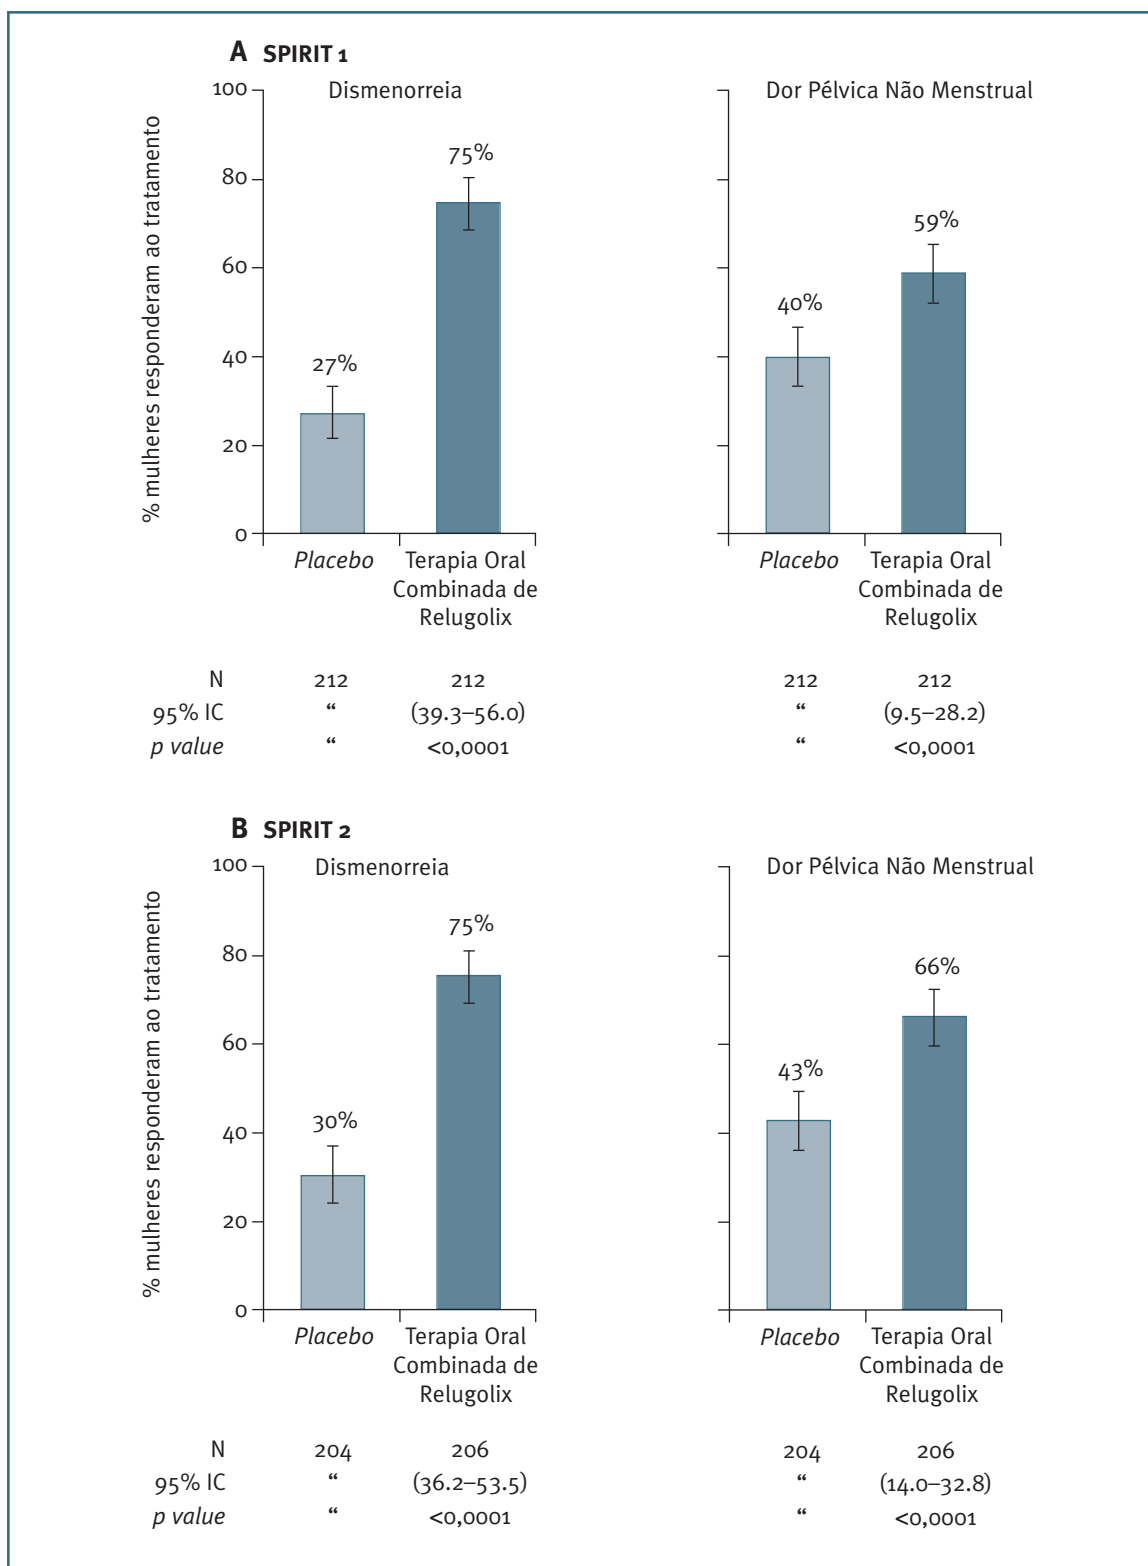 A SPIRIT 1
Dismenorreia
Dor Pélvica Não Menstrual
% mulheres responderam ao tratamento
100
80
60
40
20
0
27%
75%
40%
59%
Placebo
Terapia Oral
Combinada de
Relugolix
Placebo
Terapia Oral
Combinada de
Relugolix
N 212 212 212 212
95% IC “ (39.3–56.0) “ (9.5–28.2)
p value “ <0,0001 “ <0,0001
B SPIRIT 2
Dismenorreia
Dor Pélvica Não Menstrual
% mulheres responderam ao tratamento
100
80
60
40
20
0
30%
75%
43%
66%
Placebo
Terapia Oral
Combinada de
Relugolix
Placebo
Terapia Oral
Combinada de
Relugolix
N 204 206 204 206
95% IC “ (36.2–53.5) “ (14.0–32.8)
p value “ <0,0001 “ <0,0001